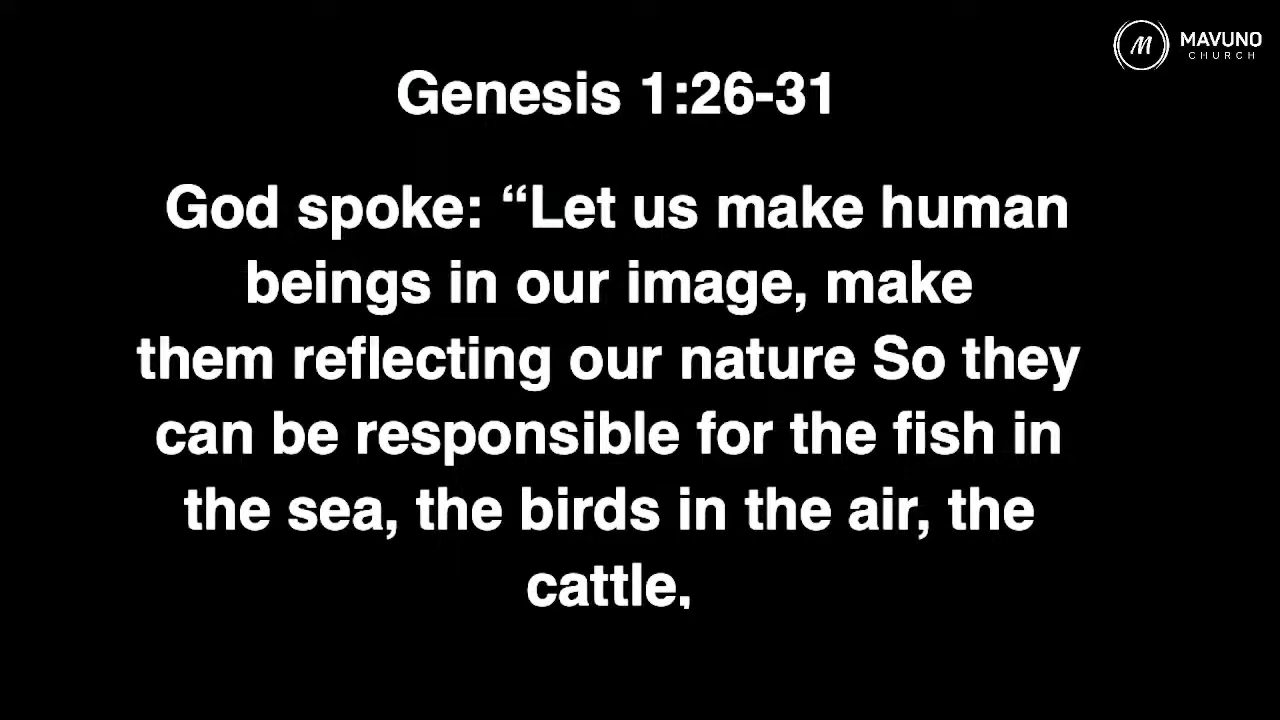 M
MAVUNO
CHURCH
Genesis 1:26-31
God spoke: “Let us make human
beings in our image, make
them reflecting our nature So they
can be responsible for the fish in
the sea, the birds in the air, the
cattle,